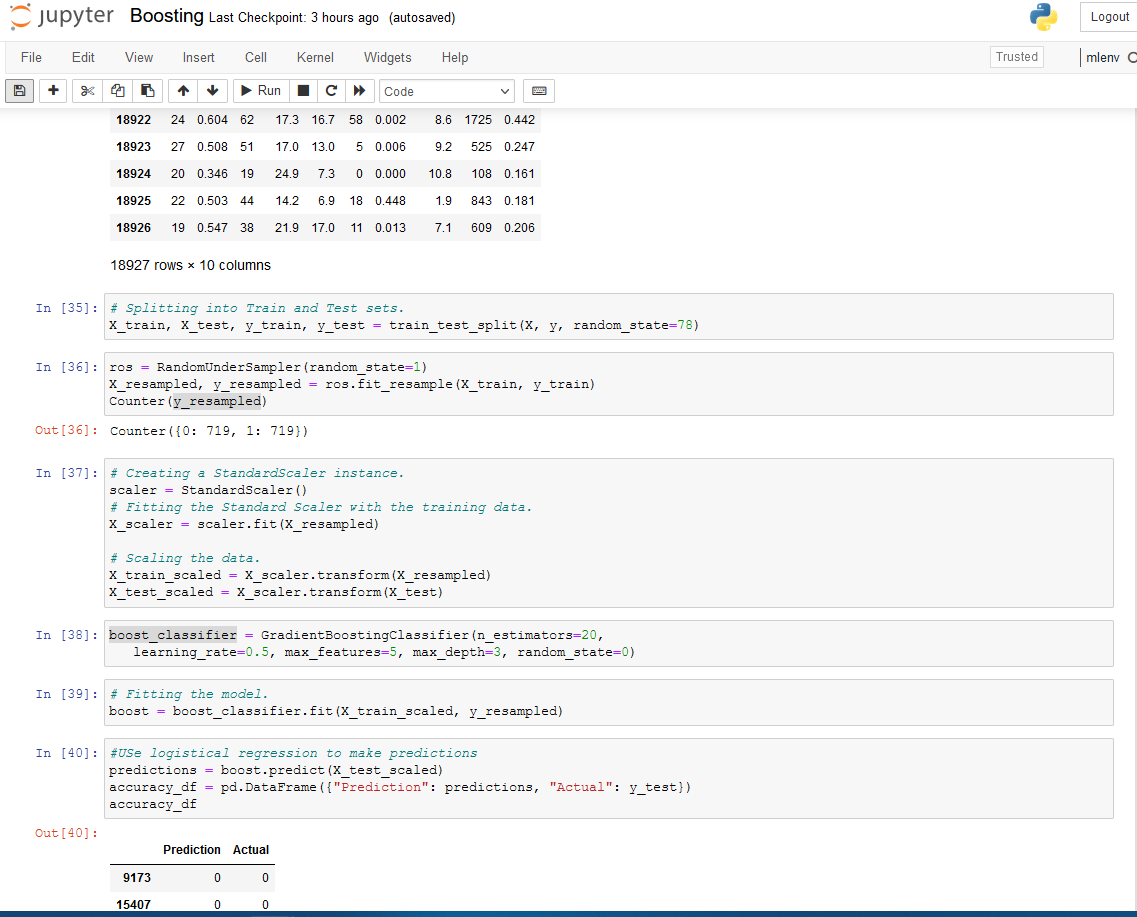 jupyter Boosting Last Checkpoint: 3 hours ago (autosaved)
Logout
File Edit View Insert Cell Kernel Widgets Help
Trusted
mlenv
Run
Code
18922 24 0.604 62 17.3 16.7 58 0.002 8.6 1725 0.442
18923 27 0.508 51 17.0 13.0 5 0.006 9.2 525 0.247
18924 20 0.346 19 24.9 7.3 0 0.000 10.8 108 0.161
18925 22 0.503 44 14.2 6.9 18 0.448 1.9 843 0.181
18926 19 0.547 38 21.9 17.0 11 0.013 7.1 609 0.206
18927 rows × 10 columns
In [35]: # Splitting into Train and Test sets.
X_train, X_test, y_train, y_test = train_test_split(X, y, random_state=78)
In [36]: ros = RandomUnderSampler(random_state=1)
X_resampled, y_resampled = ros.fit_resample(X_train, y_train)
Counter(y_resampled)
Out[36]: Counter({0: 719, 1: 719})
In [37]: # Creating a StandardScaler instance.
scaler = StandardScaler()
# Fitting the Standard Scaler with the training data.
X_scaler = scaler.fit(X_resampled)
# Scaling the data.
X_train_scaled = X_scaler.transform(X_resampled)
X_test_scaled = X_scaler.transform(X_test)
In [38]: boost_classifier = GradientBoostingClassifier(n_estimators=20,
learning_rate=0.5, max_features=5, max_depth=3, random_state=0)
In [39]: # Fitting the model.
boost = boost_classifier.fit(X_train_scaled, y_resampled)
In [40]: #USe logistical regression to make predictions
predictions = boost.predict(X_test_scaled)
accuracy_df = pd.DataFrame({"Prediction": predictions, "Actual": y_test})
accuracy_df
Out[40]:
Prediction Actual
9173 0 0
15407 0 0